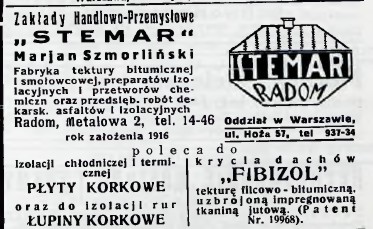 Zakłady Handlowo-Przemysłowe
„STEMAR"
Marjan Szmorliński
Fabryka tektury bitumicznej
i smołowcowej, preparatów izo-
lacyjnych i przetworów che-
miczn oraz przedsięb. robót de-
karsk. asfaltów i izolacyjnych
Radom, Metalowa 2, tel. 14-46
rok założenia 1916
STEMAR
RADOM
Oddział w Warszawie,
ul. Hoża 57, tel 937-34
poleca do
izolacji chłodniczej i termi-
cznej
PŁYTY KORKOWE
oraz do izolacji rur
ŁUPINY KORKOWE
krycia dachów
„FIBIZOL"
tekturę filcowo - bitumiczną,
uzbrojoną impregnowaną
tkaniną jutową. (Patent
Nr. 19968).